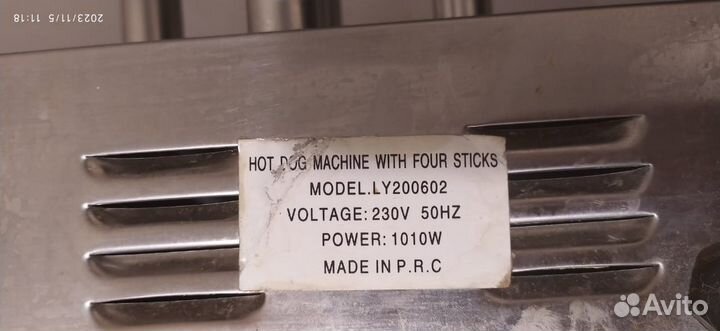 2023/11/5 11:18
HOT DOG MACHINE WITH FOUR STICKS
MODEL.LY200602
VOLTAGE: 230V 50HZ
POWER: 1010W
MADE IN P.R.C
Avito